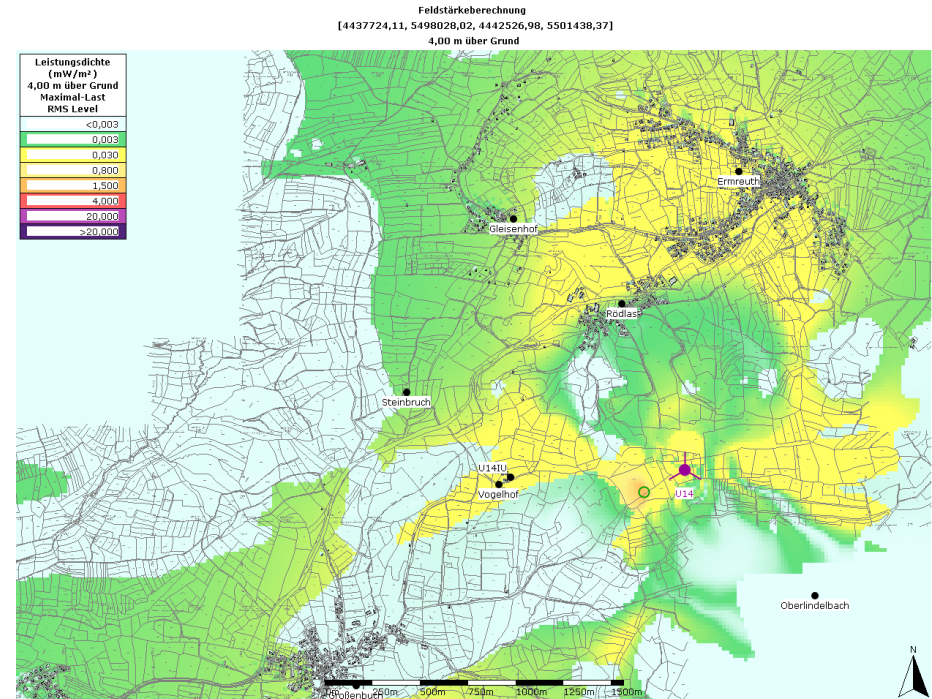 Feldstärkeberechnung
[4437724,11, 5498028,02, 4442526,98, 5501438,37]
4,00 m über Grund
Leistungsdichte
(mW/m²)
4,00 m über Grund
Maximal-Last
RMS Level
<0,003
0,003
0,030
0,800
1,500
4,000
20,000
>20,000
Ermreuth
Gleisenhof
Rödlas
Steinbruch
U14IU
Vogelhof
U14
Oberlindelbach
Großenbuch
0m 250m 500m 750m 1000m 1250m 1500m
N